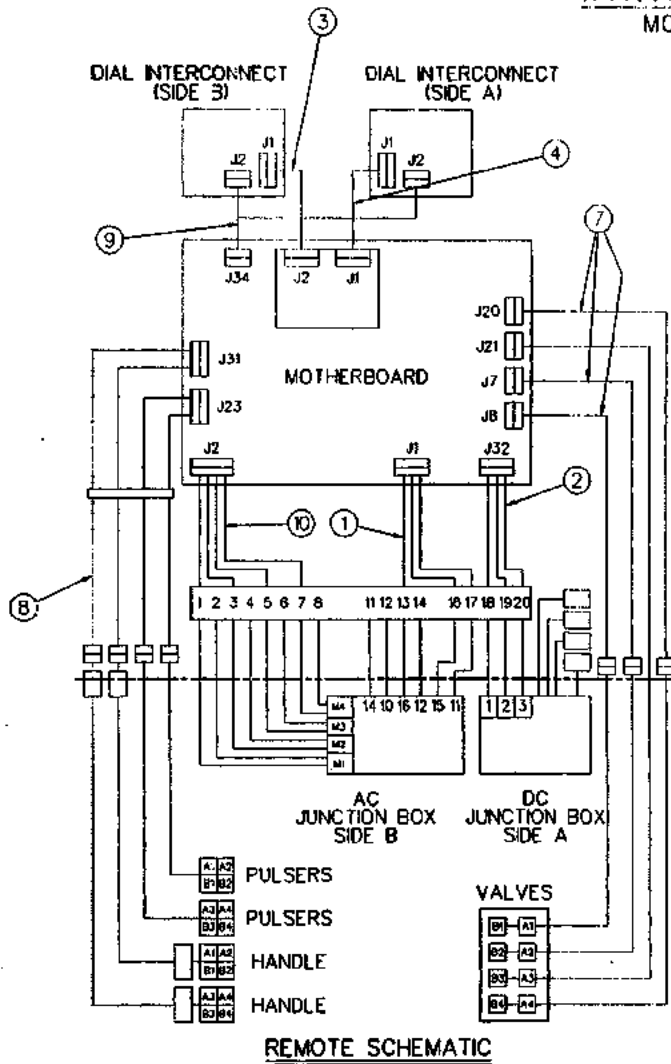 MO
3
DIAL INTERCONNECT
(SIDE B)
DIAL INTERCONNECT
(SIDE A)
J2
J1
J1
J2
4
9
7
J34
J2
J1
J20
J21
J7
J8
J31
J23
MOTHERBOARD
J2
J1
J32
10
1
2
8
1 2 3 4 5 6 7 8 11 12 13 14 16 17 18 19 20
M4
M3
M2
M1
14 10 16 12 15 11
1 2 3
AC
JUNCTION BOX
SIDE B
DC
JUNCTION BOX
SIDE A
A1 A2
B1 B2
PULSERS
A3 A4
B3 B4
PULSERS
A1 A2
B1 B2
HANDLE
A3 A4
B3 B4
HANDLE
VALVES
B1 A1
B2 A2
B3 A3
B4 A4
REMOTE SCHEMATIC